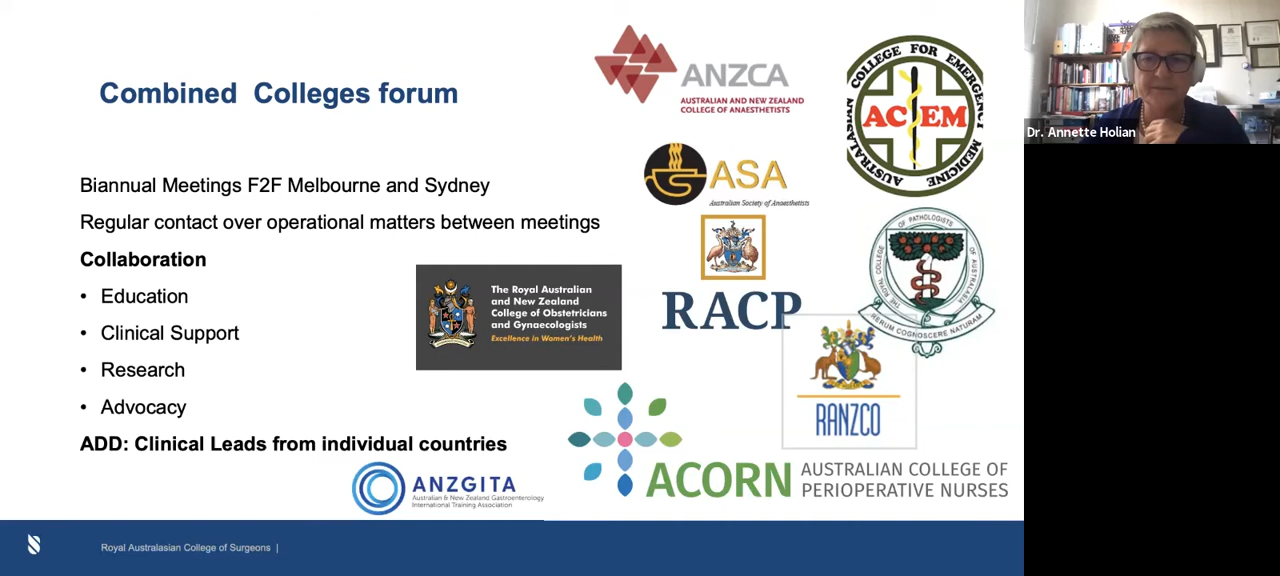 Combined Colleges forum
Biannual Meetings F2F Melbourne and Sydney
Regular contact over operational matters between meetings
Collaboration
• Education
• Clinical Support
• Research
• Advocacy
ADD: Clinical Leads from individual countries
ANZCA
AUSTRALIAN AND NEW ZEALAND
COLLEGE OF ANAESTHETISTS
AUSTRALASIAN COLLEGE FOR EMERGENCY MEDICINE
ACEM
ASA
Australian Society of Anaesthetists
RACP
THE ROYAL COLLEGE OF PATHOLOGISTS OF AUSTRALASIA
RERUM COGNOSCERE NATURAM
The Royal Australian
and New Zealand
College of Obstetricians
and Gynaecologists
Excellence in Women's Health
RANZCO
ACORN
AUSTRALIAN COLLEGE OF
PERIOPERATIVE NURSES
ANZGITA
Australian & New Zealand Gastroenterology
International Training Association
Royal Australasian College of Surgeons |
Dr. Annette Holian